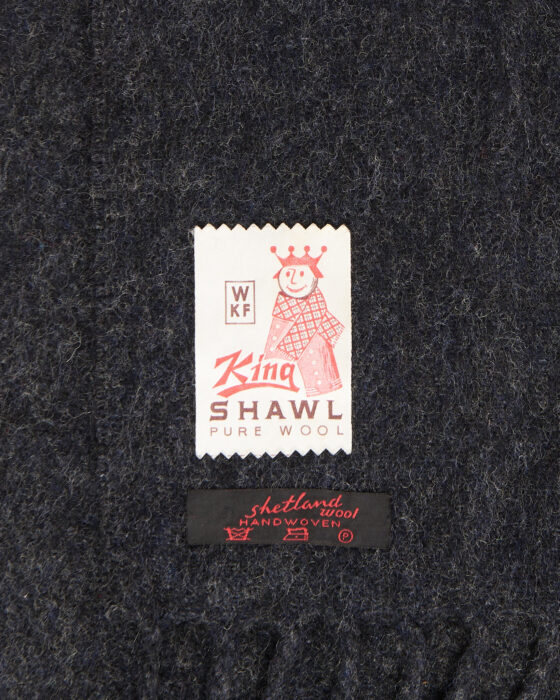 W
KF
King
SHAWL
PURE WOOL
shetland
wool
HANDWOVEN
P